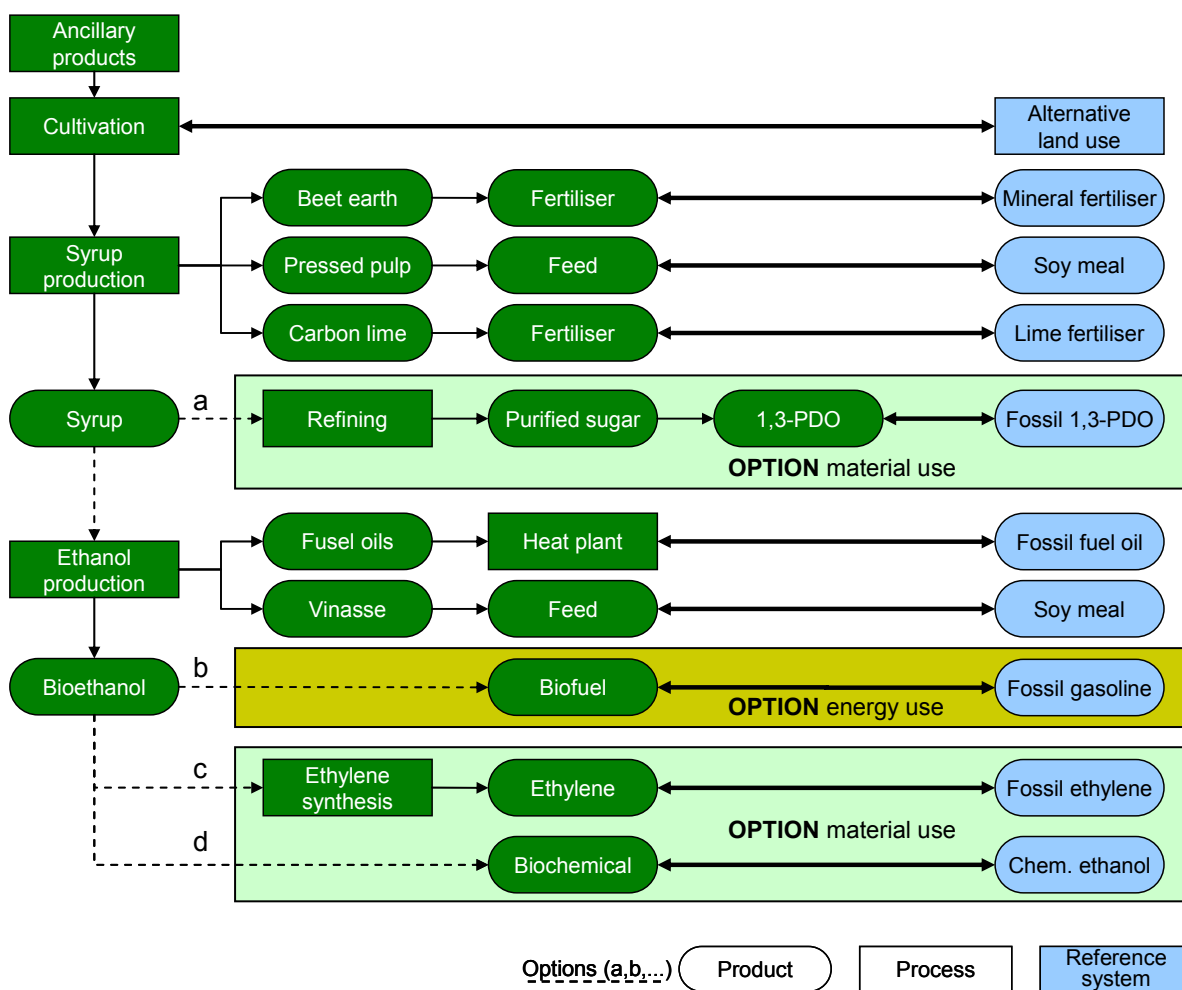 Ancillary
products
Cultivation
Alternative
land use
Beet earth
Fertiliser
Mineral fertiliser
Syrup
production
Pressed pulp
Feed
Soy meal
Carbon lime
Fertiliser
Lime fertiliser
Syrup
a
Refining
Purified sugar
1,3-PDO
Fossil 1,3-PDO
OPTION material use
Ethanol
production
Fusel oils
Heat plant
Fossil fuel oil
Vinasse
Feed
Soy meal
Bioethanol
b
Biofuel
Fossil gasoline
OPTION energy use
c
Ethylene
synthesis
Ethylene
Fossil ethylene
OPTION material use
d
Biochemical
Chem. ethanol
Options (a,b,...)
Product
Process
Reference
system